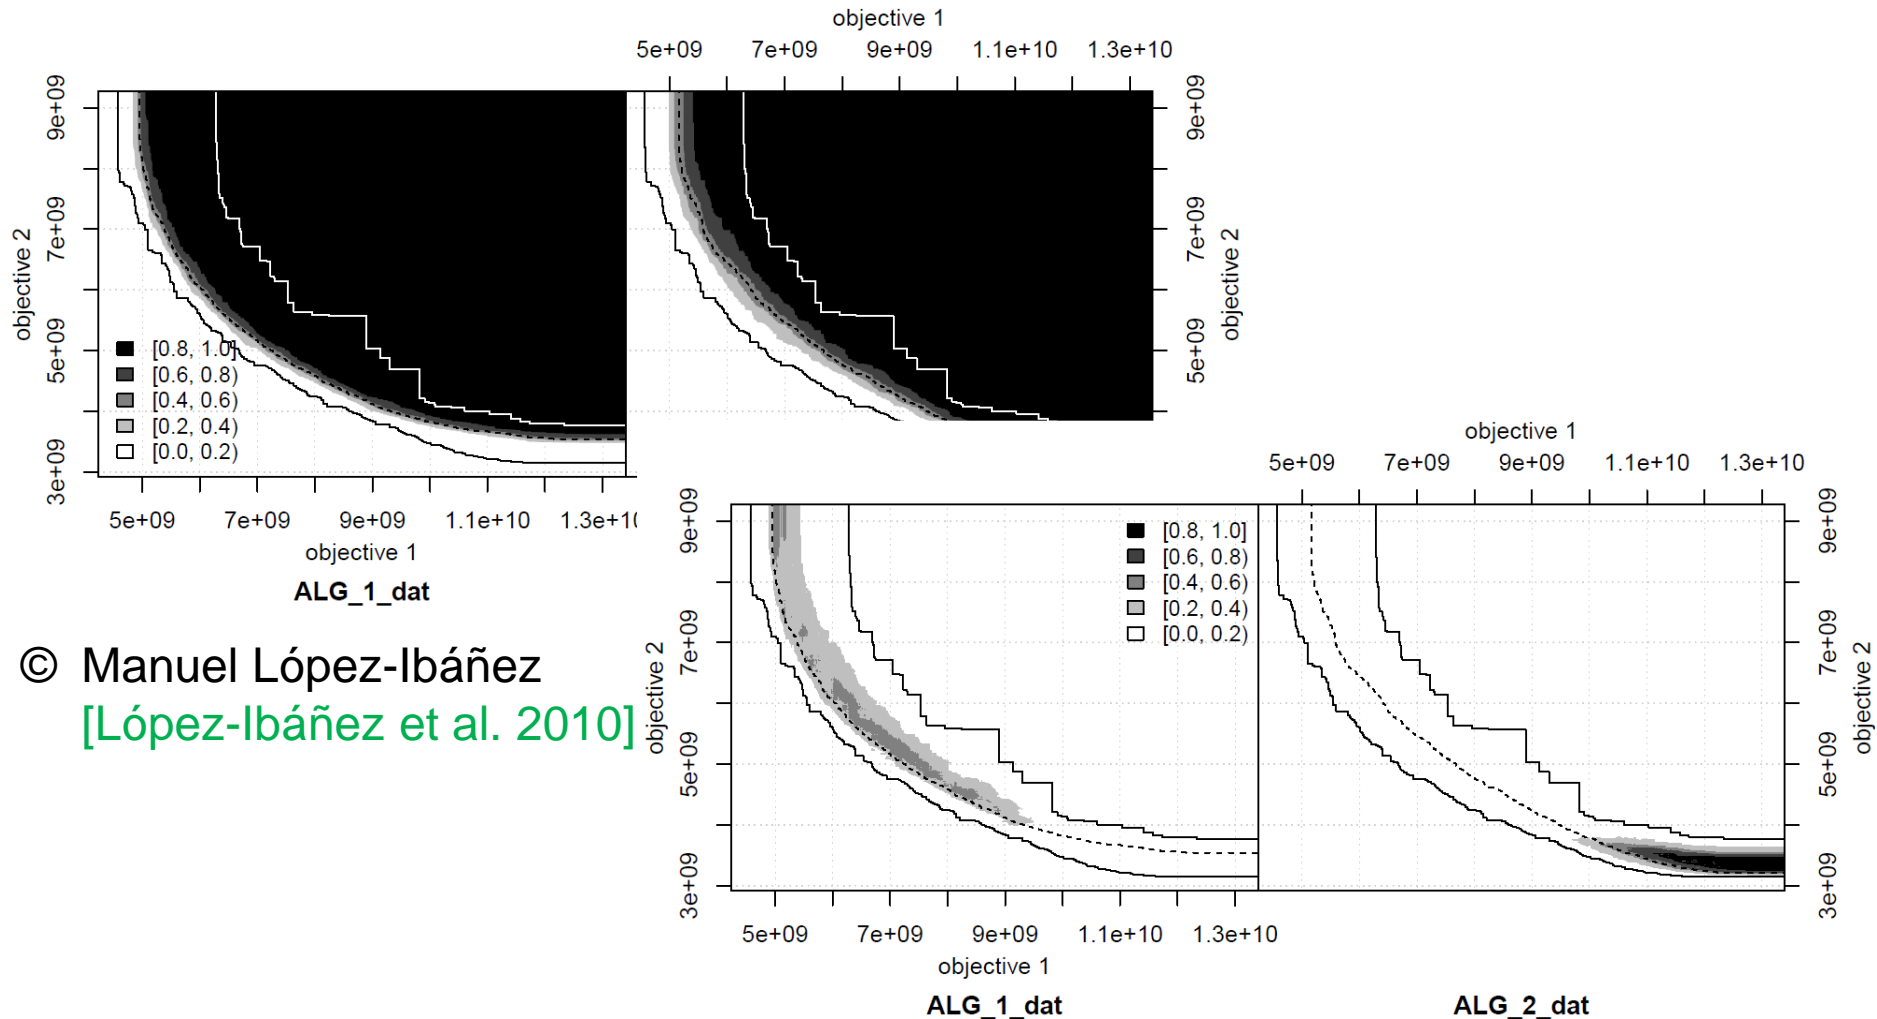 objective 1
5e+09 7e+09 9e+09 1.1e+10 1.3e+10
objective 2
9e+09
7e+09
5e+09
3e+09
[0.8, 1.0]
[0.6, 0.8)
[0.4, 0.6)
[0.2, 0.4)
[0.0, 0.2)
5e+09 7e+09 9e+09 1.1e+10 1.3e+10
objective 1
ALG_1_dat
9e+09
7e+09
5e+09
objective 2
© Manuel López-Ibáñez
[López-Ibáñez et al. 2010]
objective 1
5e+09 7e+09 9e+09 1.1e+10 1.3e+10
objective 2
9e+09
7e+09
5e+09
3e+09
[0.8, 1.0]
[0.6, 0.8)
[0.4, 0.6)
[0.2, 0.4)
[0.0, 0.2)
5e+09 7e+09 9e+09 1.1e+10 1.3e+10
objective 1
ALG_1_dat
9e+09
7e+09
5e+09
3e+09
objective 2
ALG_2_dat